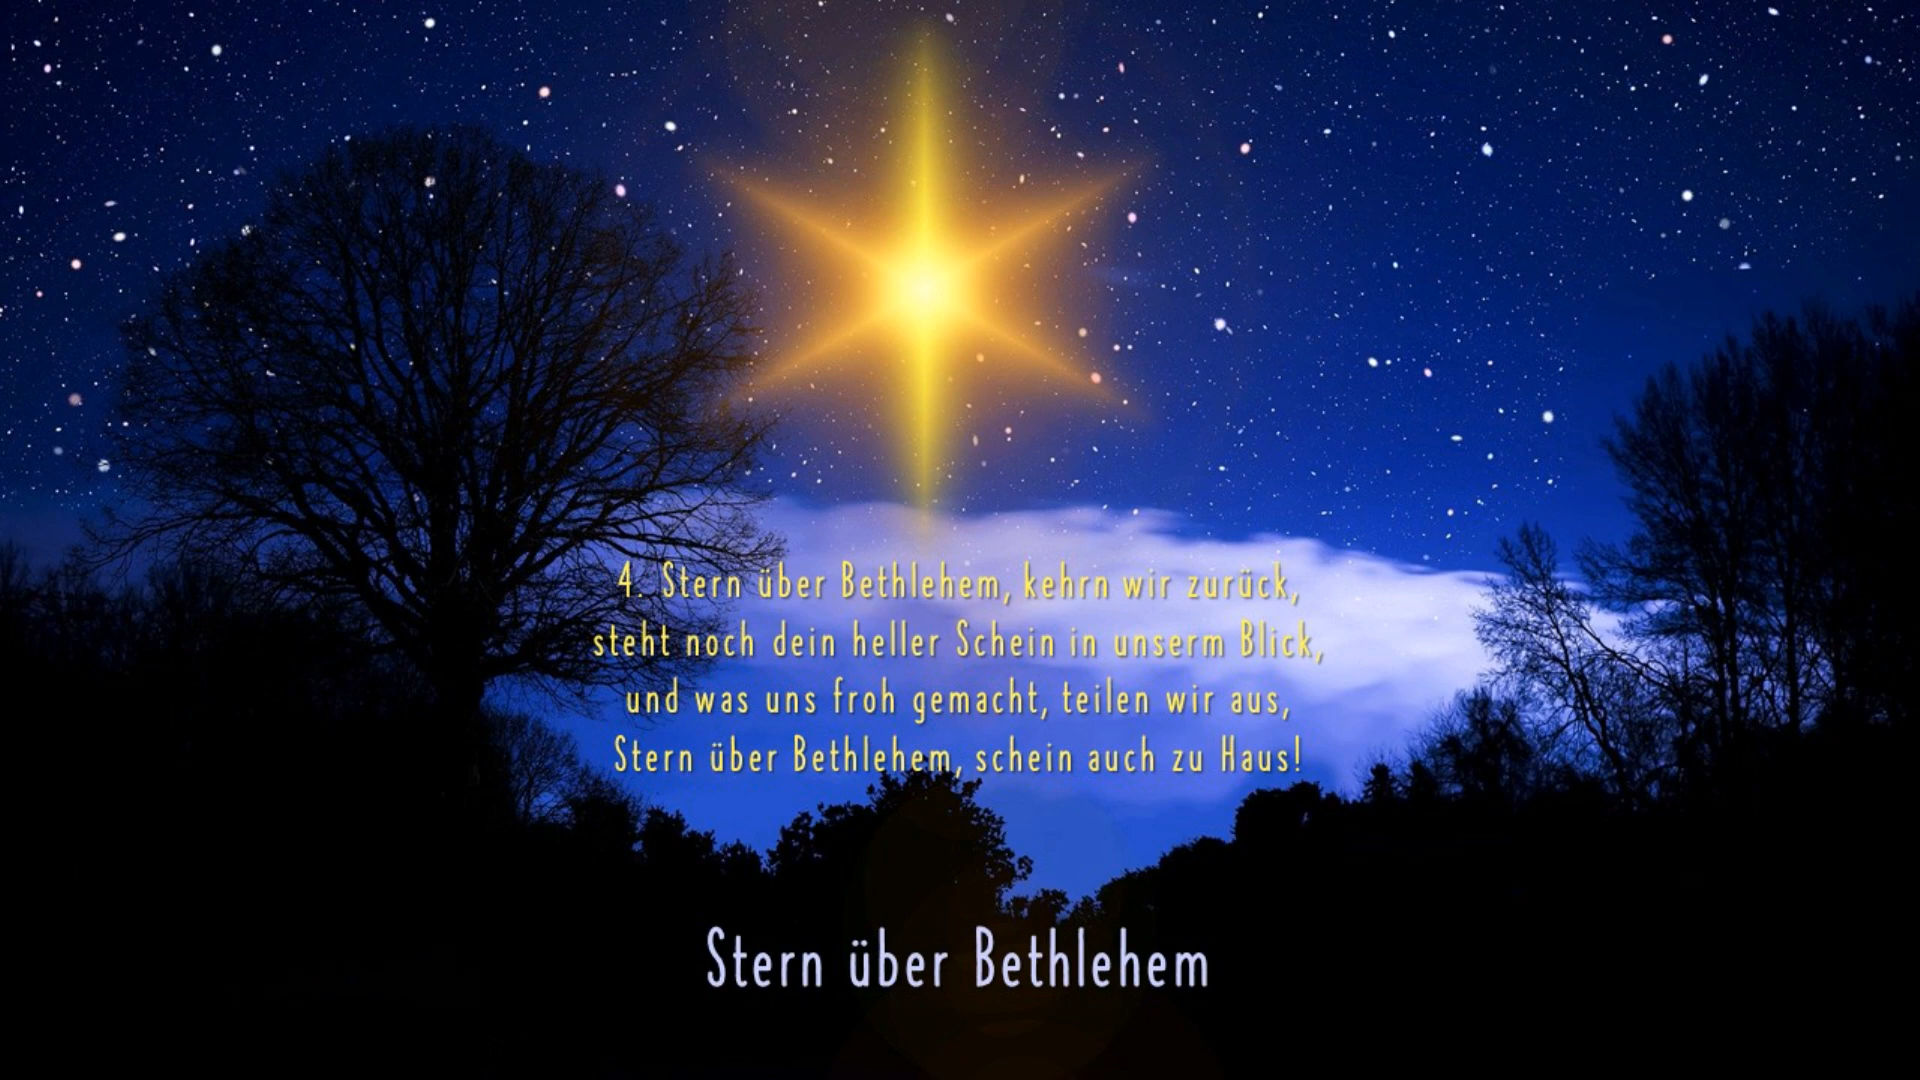 4. Stern über Bethlehem, kehrn wir zurück,
steht noch dein heller Schein in unserm Blick,
und was uns froh gemacht, teilen wir aus,
Stern über Bethlehem, schein auch zu Haus!
Stern über Bethlehem